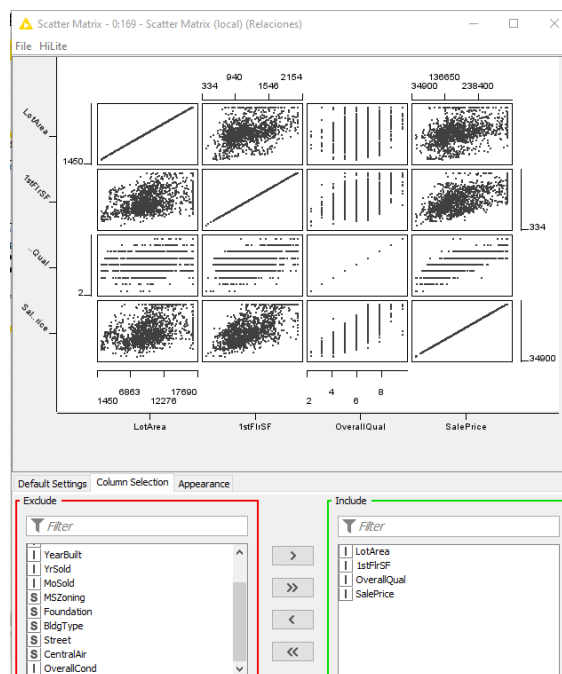 Scatter Matrix - 0:169 - Scatter Matrix (local) (Relaciones)
File HiLite
940 2154
334 1546
136650
34900 238400
LotArea
1450
1stFlrSF
334
..Qual
2
Sal..rice
34900
6863 17690
1450 12276
4 8
2 6
LotArea 1stFlrSF OverallQual SalePrice
Default Settings Column Selection Appearance
Exclude
Filter
I YearBuilt
I YrSold
I MoSold
S MSZoning
S Foundation
S BldgType
S Street
S CentralAir
I OverallCond
>
>>
<
<<
Include
Filter
I LotArea
I 1stFlrSF
I OverallQual
I SalePrice